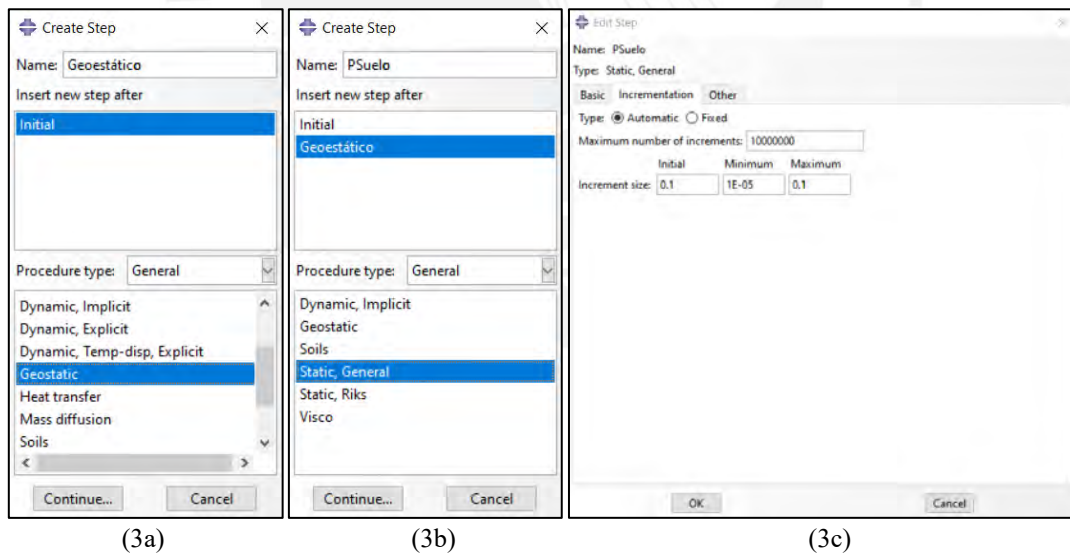 Create Step
Name: Geoestático
Insert new step after
Initial
Procedure type: General
Dynamic, Implicit
Dynamic, Explicit
Dynamic, Temp-disp, Explicit
Geostatic
Heat transfer
Mass diffusion
Soils
Continue... Cancel
(3a)
Create Step
Name: PSuelo
Insert new step after
Initial
Geoestático
Procedure type: General
Dynamic, Implicit
Geostatic
Soils
Static, General
Static, Riks
Visco
Continue... Cancel
(3b)
Edit Step
Name: PSuelo
Type: Static, General
Basic Incrementation Other
Type: Automatic Fixed
Maximum number of increments: 10000000
Initial Minimum Maximum
Increment size: 0.1 1E-05 0.1
OK Cancel
(3c)